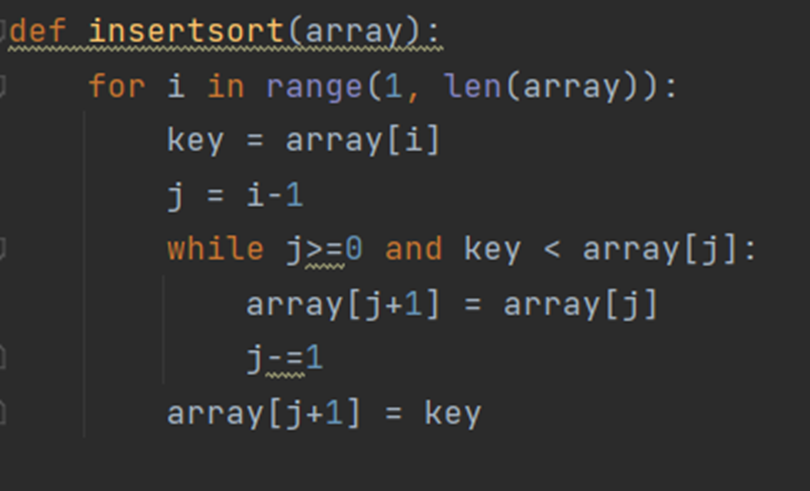 def insertsort(array):
    for i in range(1, len(array)):
        key = array[i]
        j = i-1
        while j>=0 and key < array[j]:
            array[j+1] = array[j]
            j-=1
        array[j+1] = key